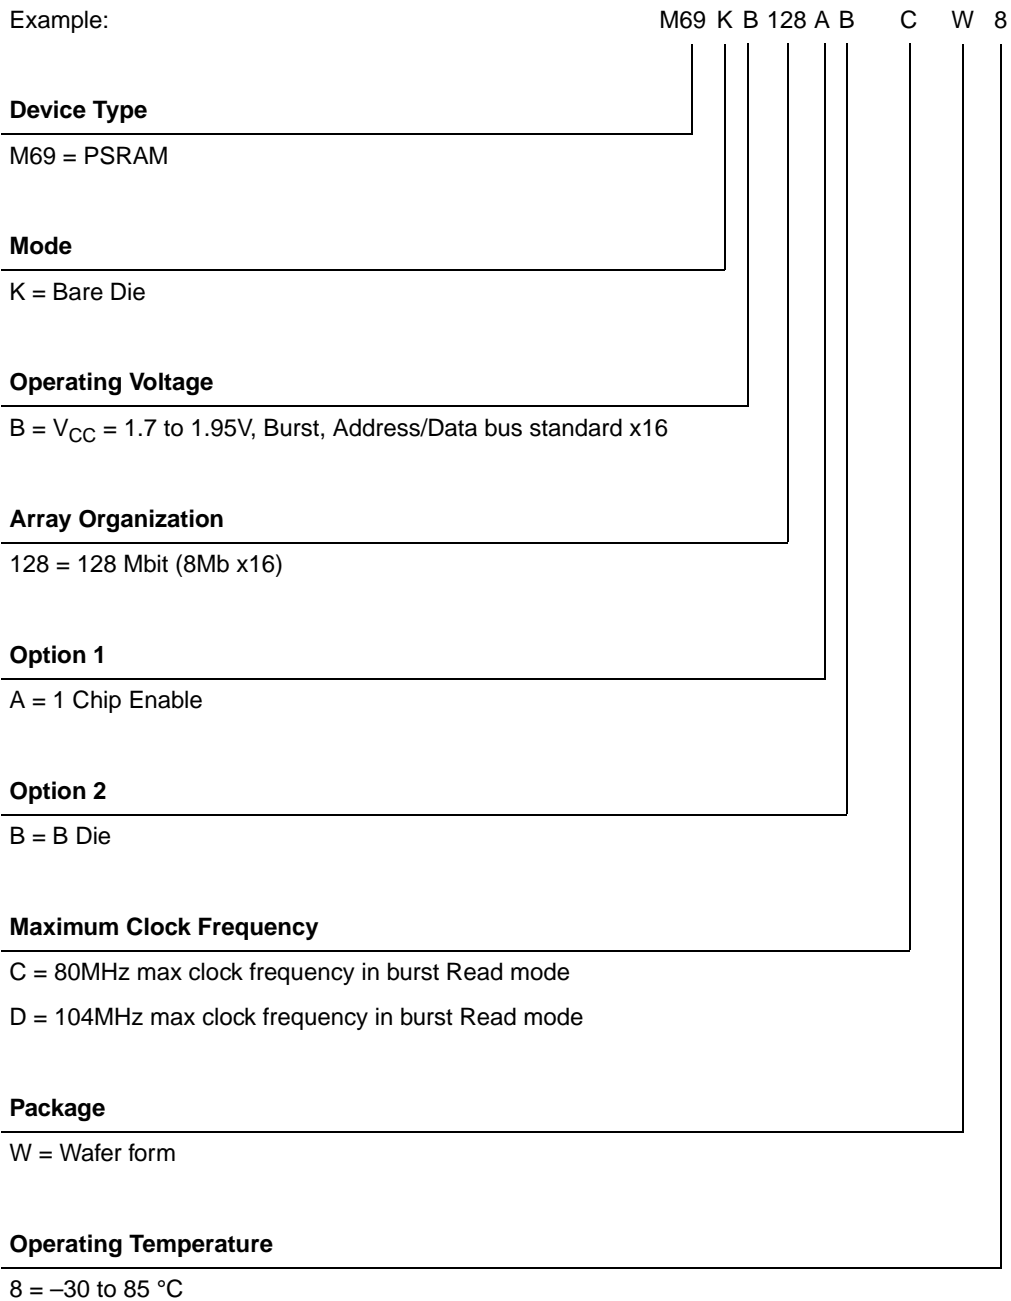 Example: M69 K B 128 A B C W 8
Device Type
M69 = PSRAM
Mode
K = Bare Die
Operating Voltage
B = VCC = 1.7 to 1.95V, Burst, Address/Data bus standard x16
Array Organization
128 = 128 Mbit (8Mb x16)
Option 1
A = 1 Chip Enable
Option 2
B = B Die
Maximum Clock Frequency
C = 80MHz max clock frequency in burst Read mode
D = 104MHz max clock frequency in burst Read mode
Package
W = Wafer form
Operating Temperature
8 = –30 to 85 °C